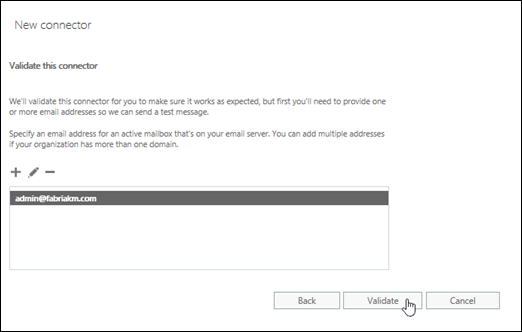 New connector
Validate this connector
We'll validate this connector for you to make sure it works as expected, but first you'll need to provide one
or more email addresses so we can send a test message.
Specify an email address for an active mailbox that's on your email server. You can add multiple addresses
if your organization has more than one domain.
admin@fabriakm.com
Back
Validate
Cancel